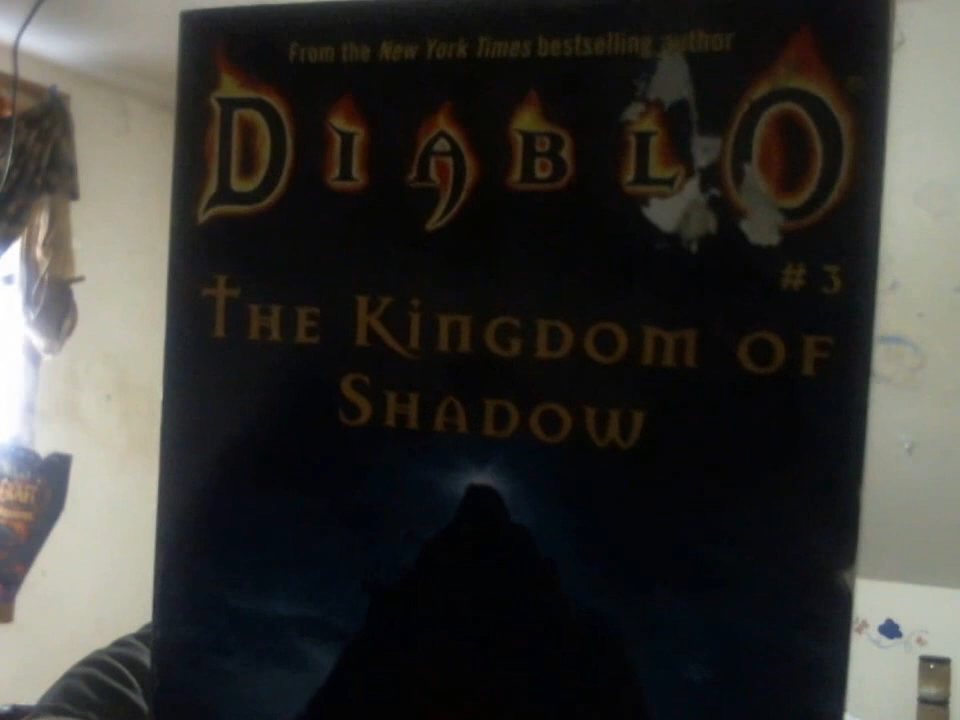 From the New York Times bestselling author
DIABLO
#3
THE KINGDOM OF
SHADOW